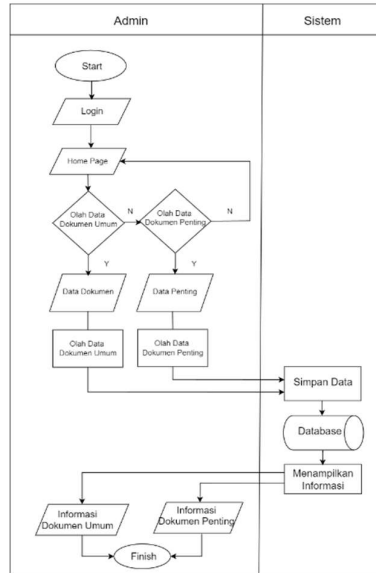 Admin
Sistem
Start
Login
Home Page
Olah Data
Dokumen Umum
N
Olah Data
Dokumen Penting
N
Y
Y
Data Dokumen
Data Penting
Olah Data
Dokumen Umum
Olah Data
Dokumen Penting
Simpan Data
Database
Menampilkan
Informasi
Informasi
Dokumen Umum
Informasi
Dokumen Penting
Finish